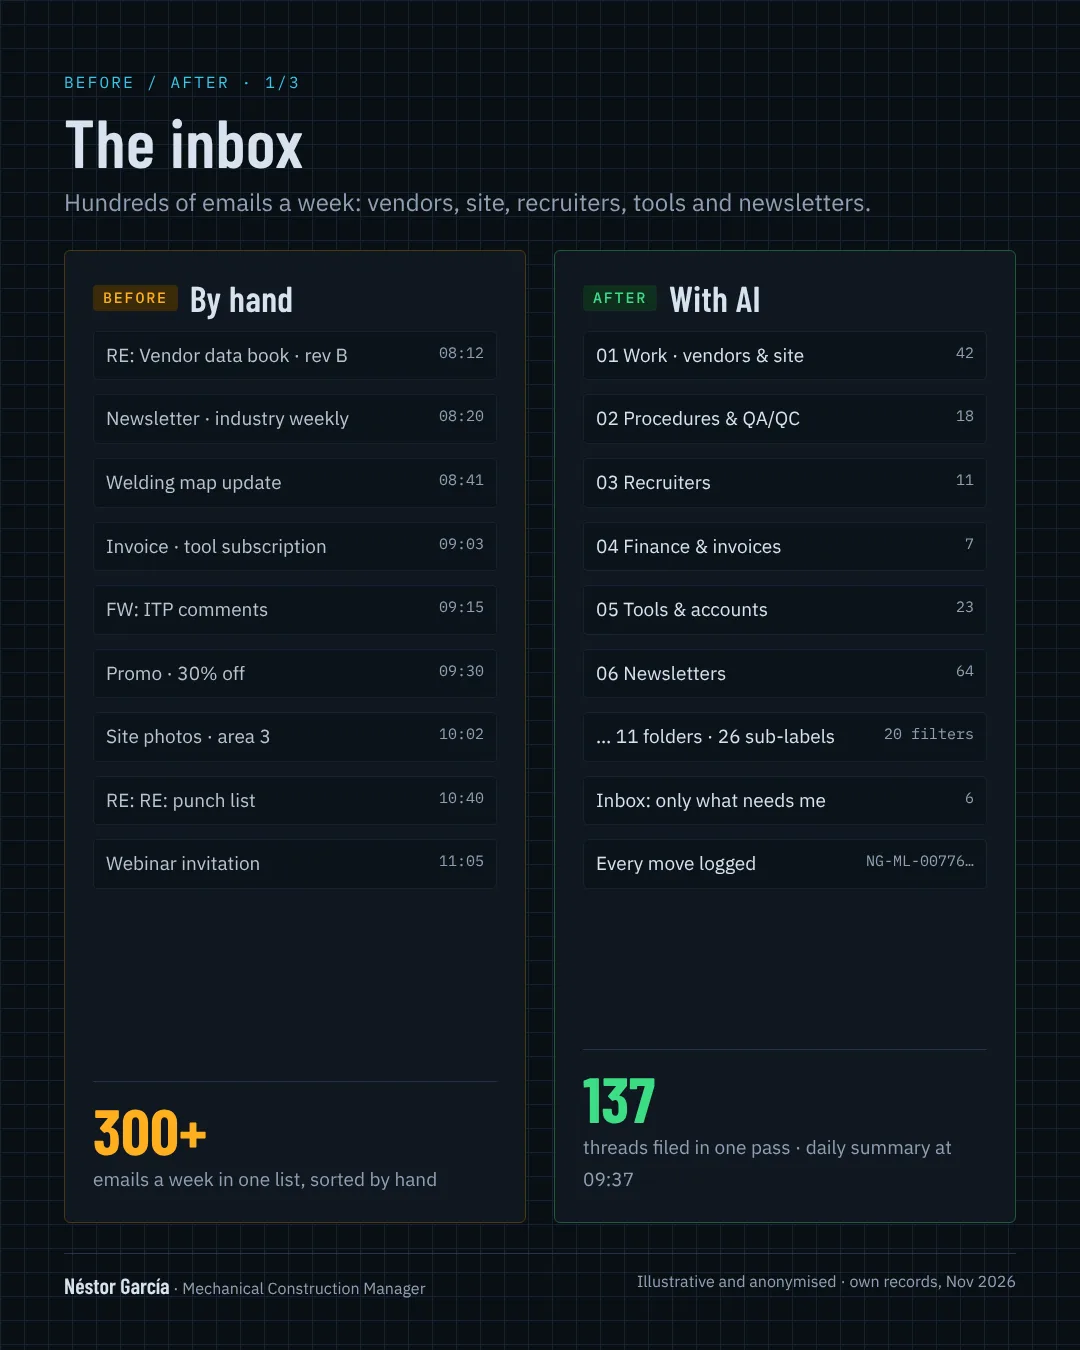 BEFORE / AFTER · 1/3
The inbox
Hundreds of emails a week: vendors, site, recruiters, tools and newsletters.
BEFORE By hand
RE: Vendor data book · rev B 08:12
Newsletter · industry weekly 08:20
Welding map update 08:41
Invoice · tool subscription 09:03
FW: ITP comments 09:15
Promo · 30% off 09:30
Site photos · area 3 10:02
RE: RE: punch list 10:40
Webinar invitation 11:05
300+
emails a week in one list, sorted by hand
AFTER With AI
01 Work · vendors & site 42
02 Procedures & QA/QC 18
03 Recruiters 11
04 Finance & invoices 7
05 Tools & accounts 23
06 Newsletters 64
… 11 folders · 26 sub-labels 20 filters
Inbox: only what needs me 6
Every move logged NG-ML-00776…
137
threads filed in one pass · daily summary at
09:37
Néstor García · Mechanical Construction Manager
Illustrative and anonymised · own records, Nov 2026